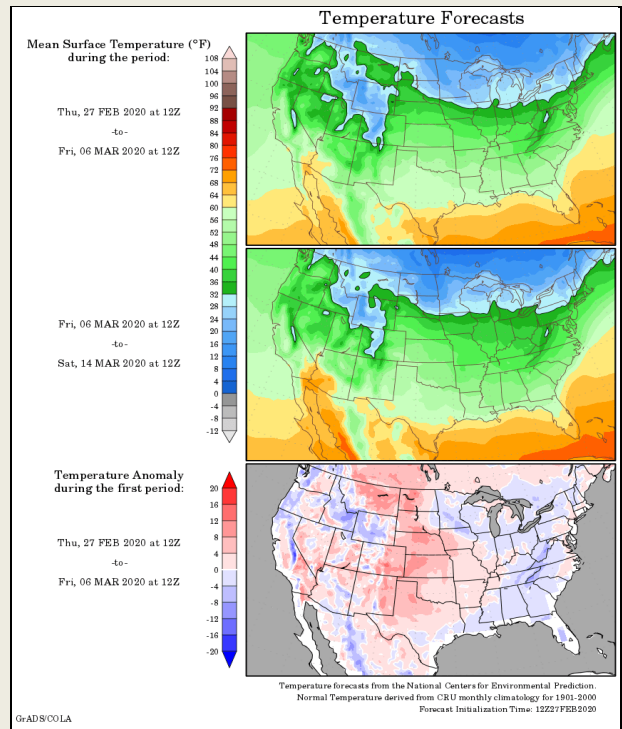 Temperature Forecasts
Mean Surface Temperature (°F)
during the period:
Thu, 27 FEB 2020 at 12Z
-to-
Fri, 06 MAR 2020 at 12Z
108
104
100
96
92
88
84
80
76
72
68
64
60
56
52
48
44
40
36
32
28
24
20
16
12
8
4
0
-4
-8
-12
Fri, 06 MAR 2020 at 12Z
-to-
Sat, 14 MAR 2020 at 12Z
Temperature Anomaly
during the first period:
Thu, 27 FEB 2020 at 12Z
-to-
Fri, 06 MAR 2020 at 12Z
20
16
12
8
4
0
-4
-8
-12
-16
-20
Temperature forecasts from the National Centers for Environmental Prediction.
Normal Temperature derived from CRU monthly climatology for 1901-2000
Forecast Initialization Time: 12Z27FEB2020
GrADS/COLA